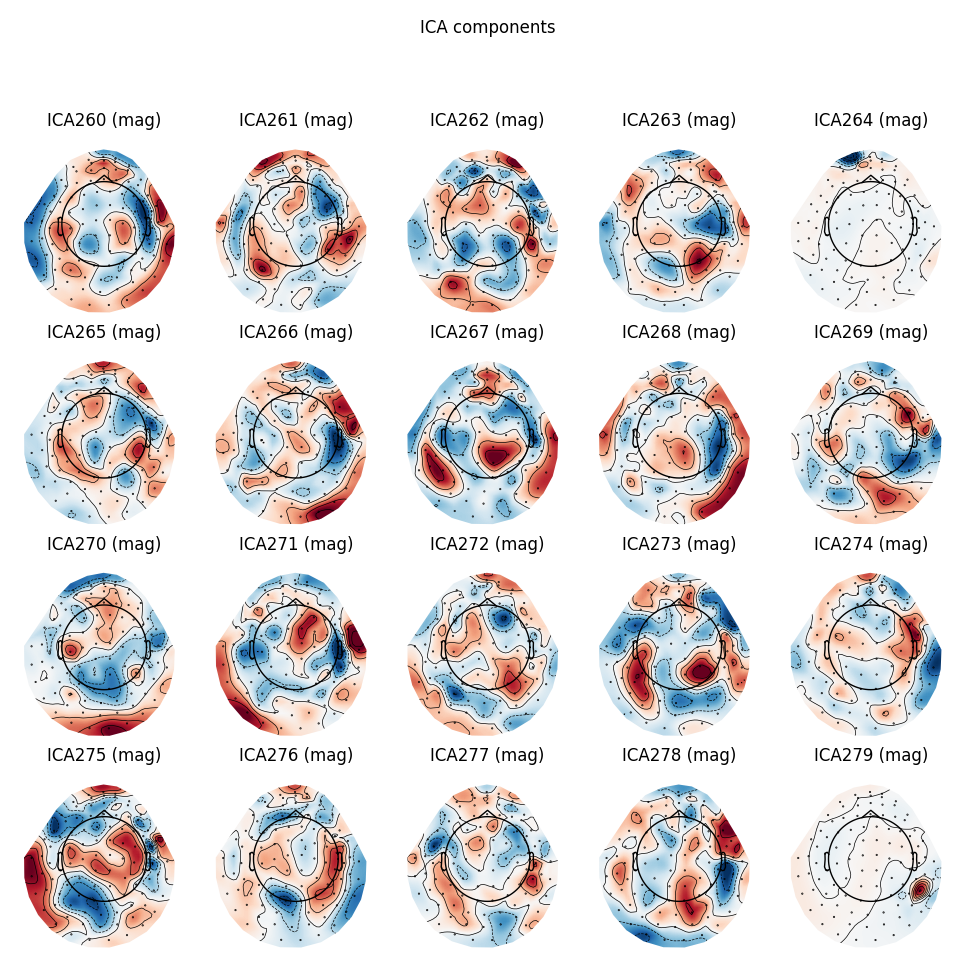 ICA components
ICA260 (mag) ICA261 (mag) ICA262 (mag) ICA263 (mag) ICA264 (mag)
ICA265 (mag) ICA266 (mag) ICA267 (mag) ICA268 (mag) ICA269 (mag)
ICA270 (mag) ICA271 (mag) ICA272 (mag) ICA273 (mag) ICA274 (mag)
ICA275 (mag) ICA276 (mag) ICA277 (mag) ICA278 (mag) ICA279 (mag)